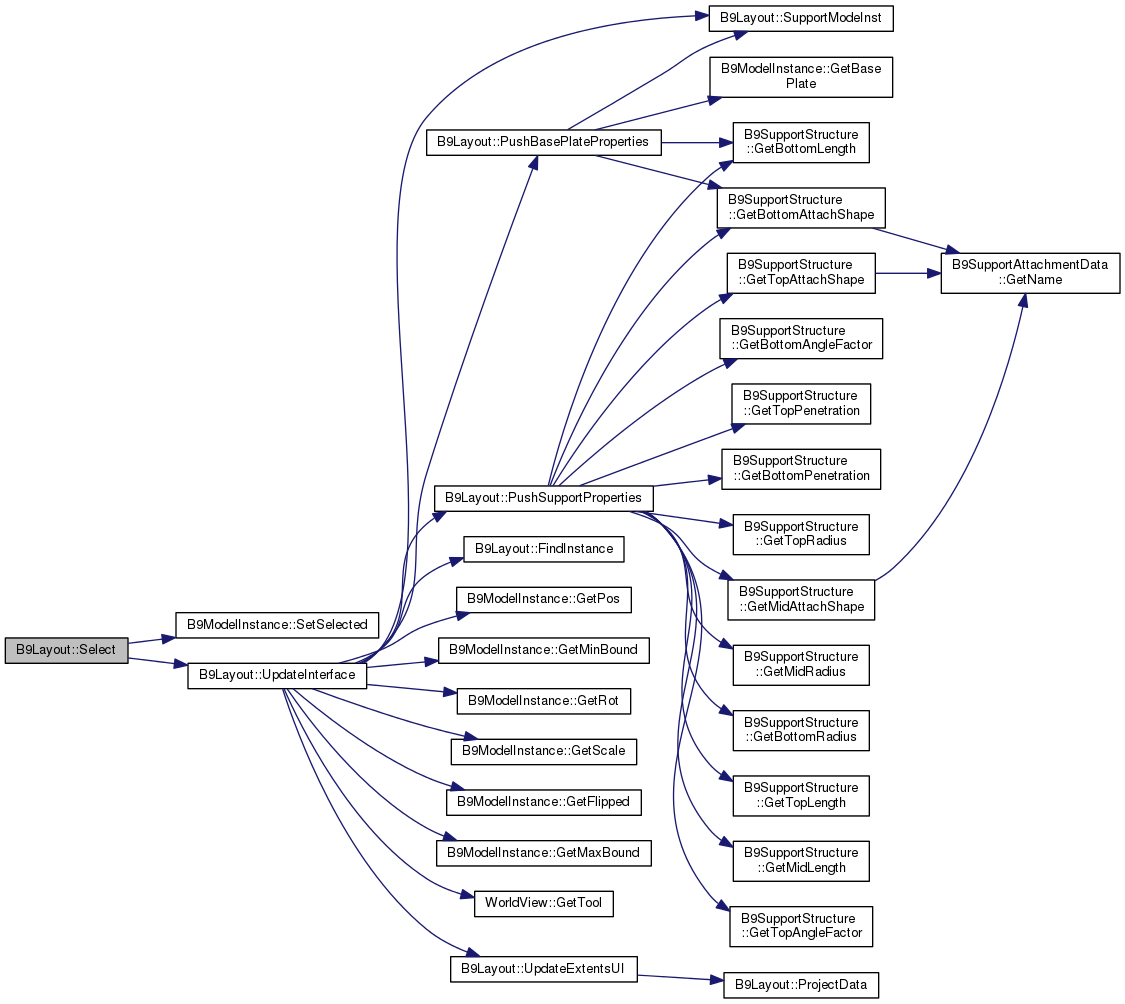 B9Layout::SupportModeInst
B9ModelInstance::GetBase
Plate
B9Layout::PushBasePlateProperties
B9SupportStructure
::GetBottomLength
B9SupportStructure
::GetBottomAttachShape
B9SupportStructure
::GetTopAttachShape
B9SupportAttachmentData
::GetName
B9SupportStructure
::GetBottomAngleFactor
B9SupportStructure
::GetTopPenetration
B9SupportStructure
::GetBottomPenetration
B9Layout::PushSupportProperties
B9SupportStructure
::GetTopRadius
B9Layout::FindInstance
B9SupportStructure
::GetMidAttachShape
B9ModelInstance::GetPos
B9ModelInstance::SetSelected
B9Layout::Select
B9ModelInstance::GetMinBound
B9SupportStructure
::GetMidRadius
B9Layout::UpdateInterface
B9ModelInstance::GetRot
B9SupportStructure
::GetBottomRadius
B9ModelInstance::GetScale
B9SupportStructure
::GetTopLength
B9ModelInstance::GetFlipped
B9ModelInstance::GetMaxBound
B9SupportStructure
::GetMidLength
WorldView::GetTool
B9SupportStructure
::GetTopAngleFactor
B9Layout::UpdateExtentsUI
B9Layout::ProjectData